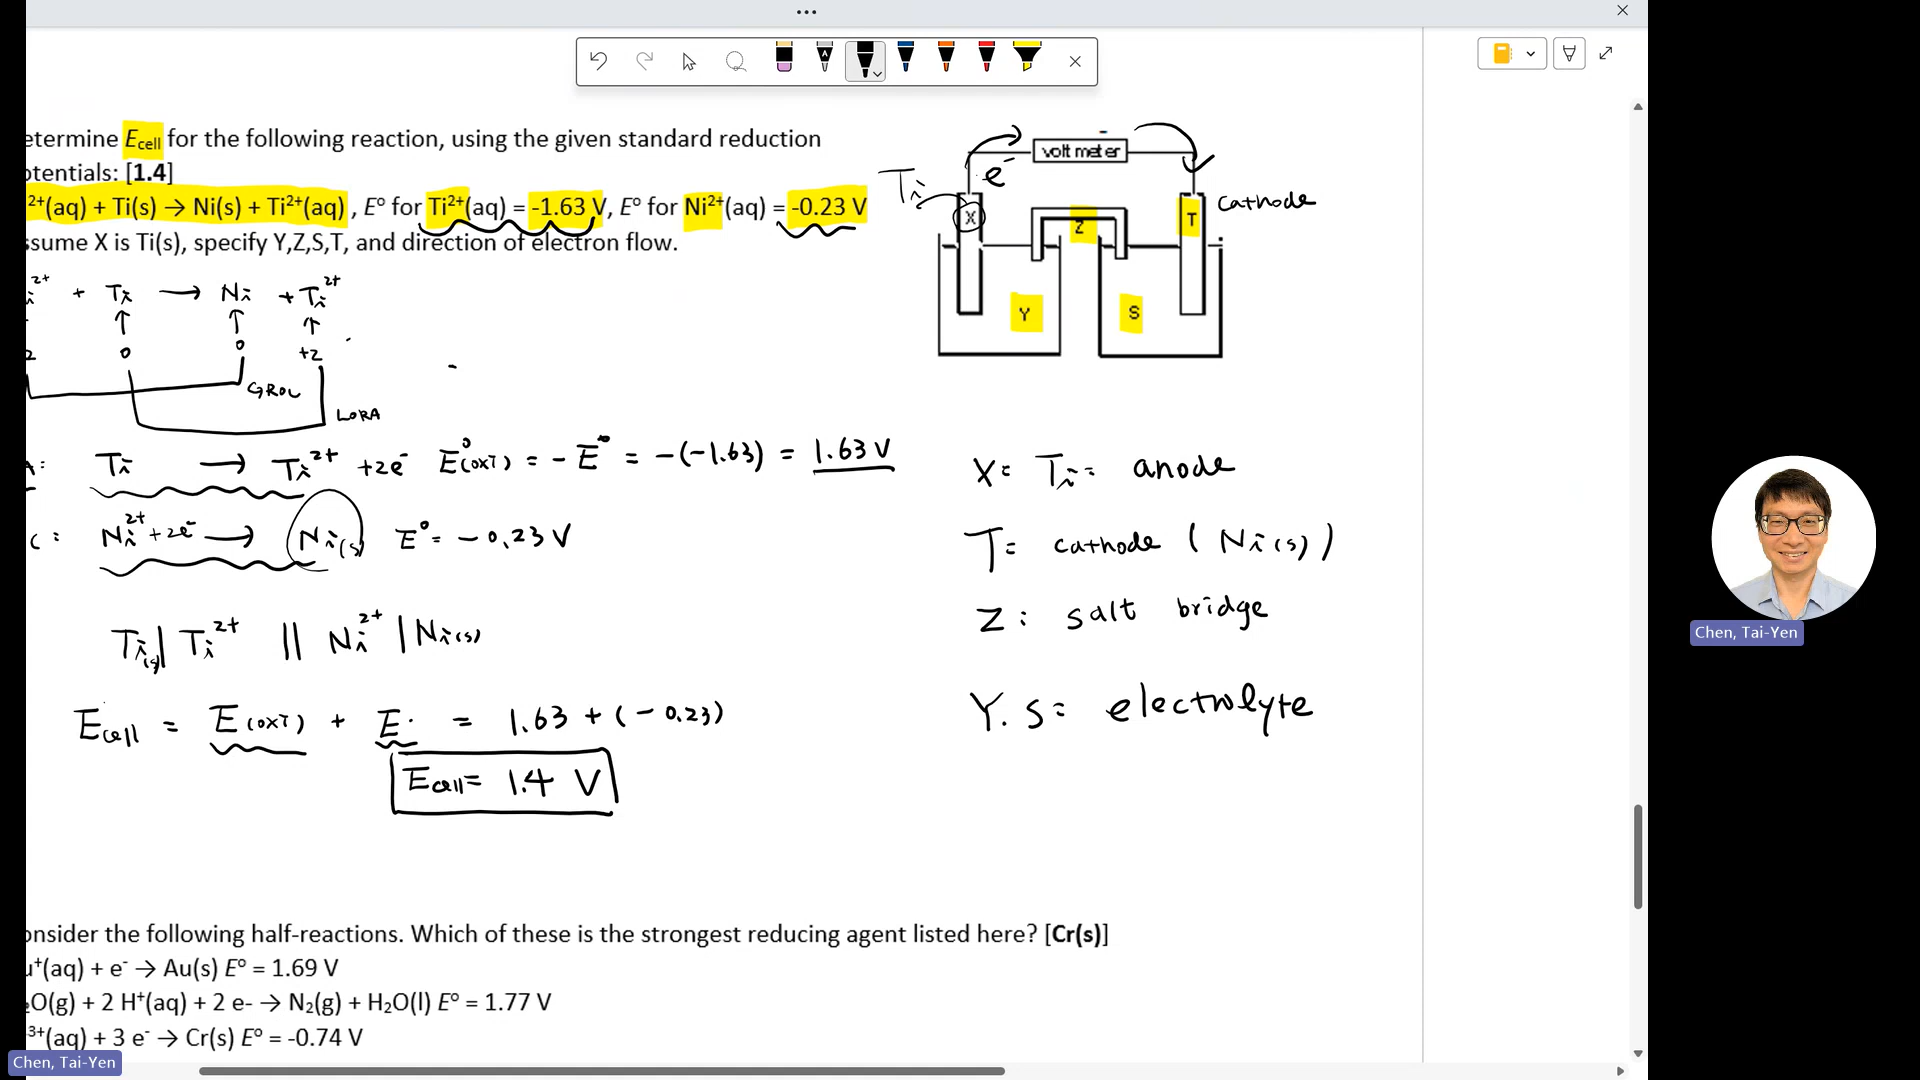 etermine Ecell for the following reaction, using the given standard reduction
otentials: [1.4]
²⁺(aq) + Ti(s) → Ni(s) + Ti²⁺(aq) , E° for Ti²⁺(aq) = -1.63 V, E° for Ni²⁺(aq) = -0.23 V
ssume X is Ti(s), specify Y,Z,S,T, and direction of electron flow.
volt meter
e⁻
Ti
X
Z
T
cathode
Y
S
²⁺ + Ti → Ni + Ti²⁺
0 0 +2
GROC
LORA
A: Ti → Ti²⁺ +2e⁻ E°(oxi) = - E° = -(-1.63) = 1.63 V
C: Ni²⁺ +2e⁻ → Ni(s) E° = -0.23 V
Ti(s)| Ti²⁺ || Ni²⁺ | Ni(s)
Ecell = E(oxi) + E° = 1.63 + (-0.23)
Ecell = 1.4 V
X = Ti = anode
T = cathode (Ni(s))
Z: salt bridge
Y. S = electrolyte
onsider the following half-reactions. Which of these is the strongest reducing agent listed here? [Cr(s)]
u⁺(aq) + e⁻ → Au(s) E° = 1.69 V
₂O(g) + 2 H⁺(aq) + 2 e- → N₂(g) + H₂O(l) E° = 1.77 V
³⁺(aq) + 3 e⁻ → Cr(s) E° = -0.74 V
Chen, Tai-Yen
Chen, Tai-Yen